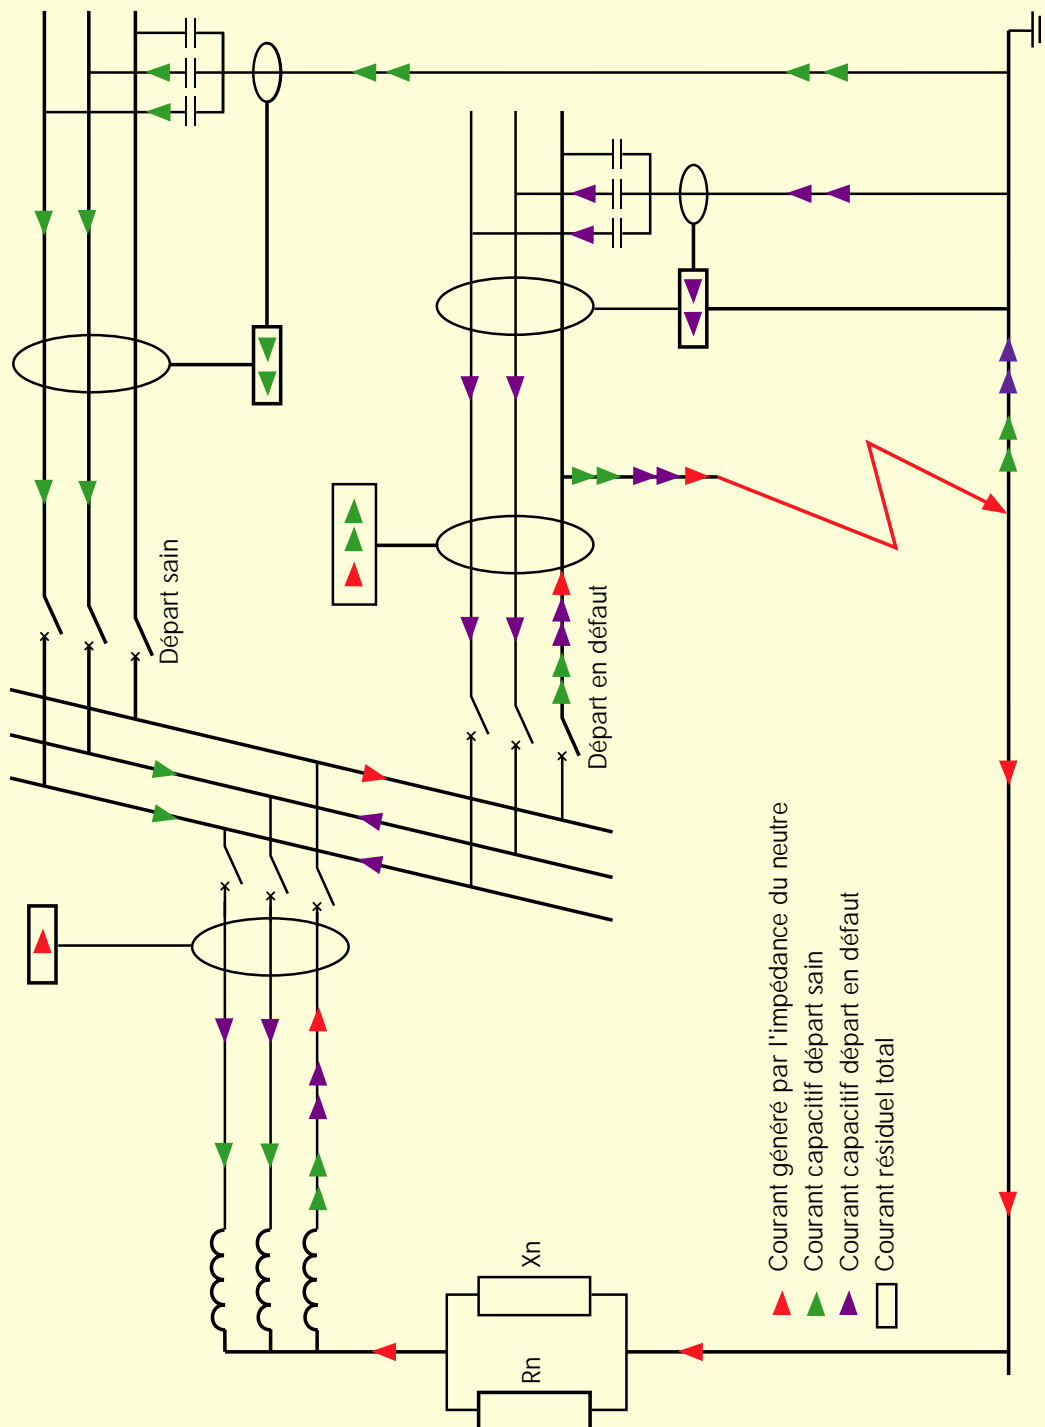 Départ sain
Départ en défaut
Xn
Rn
Courant généré par l'impédance du neutre
Courant capacitif départ sain
Courant capacitif départ en défaut
Courant résiduel total